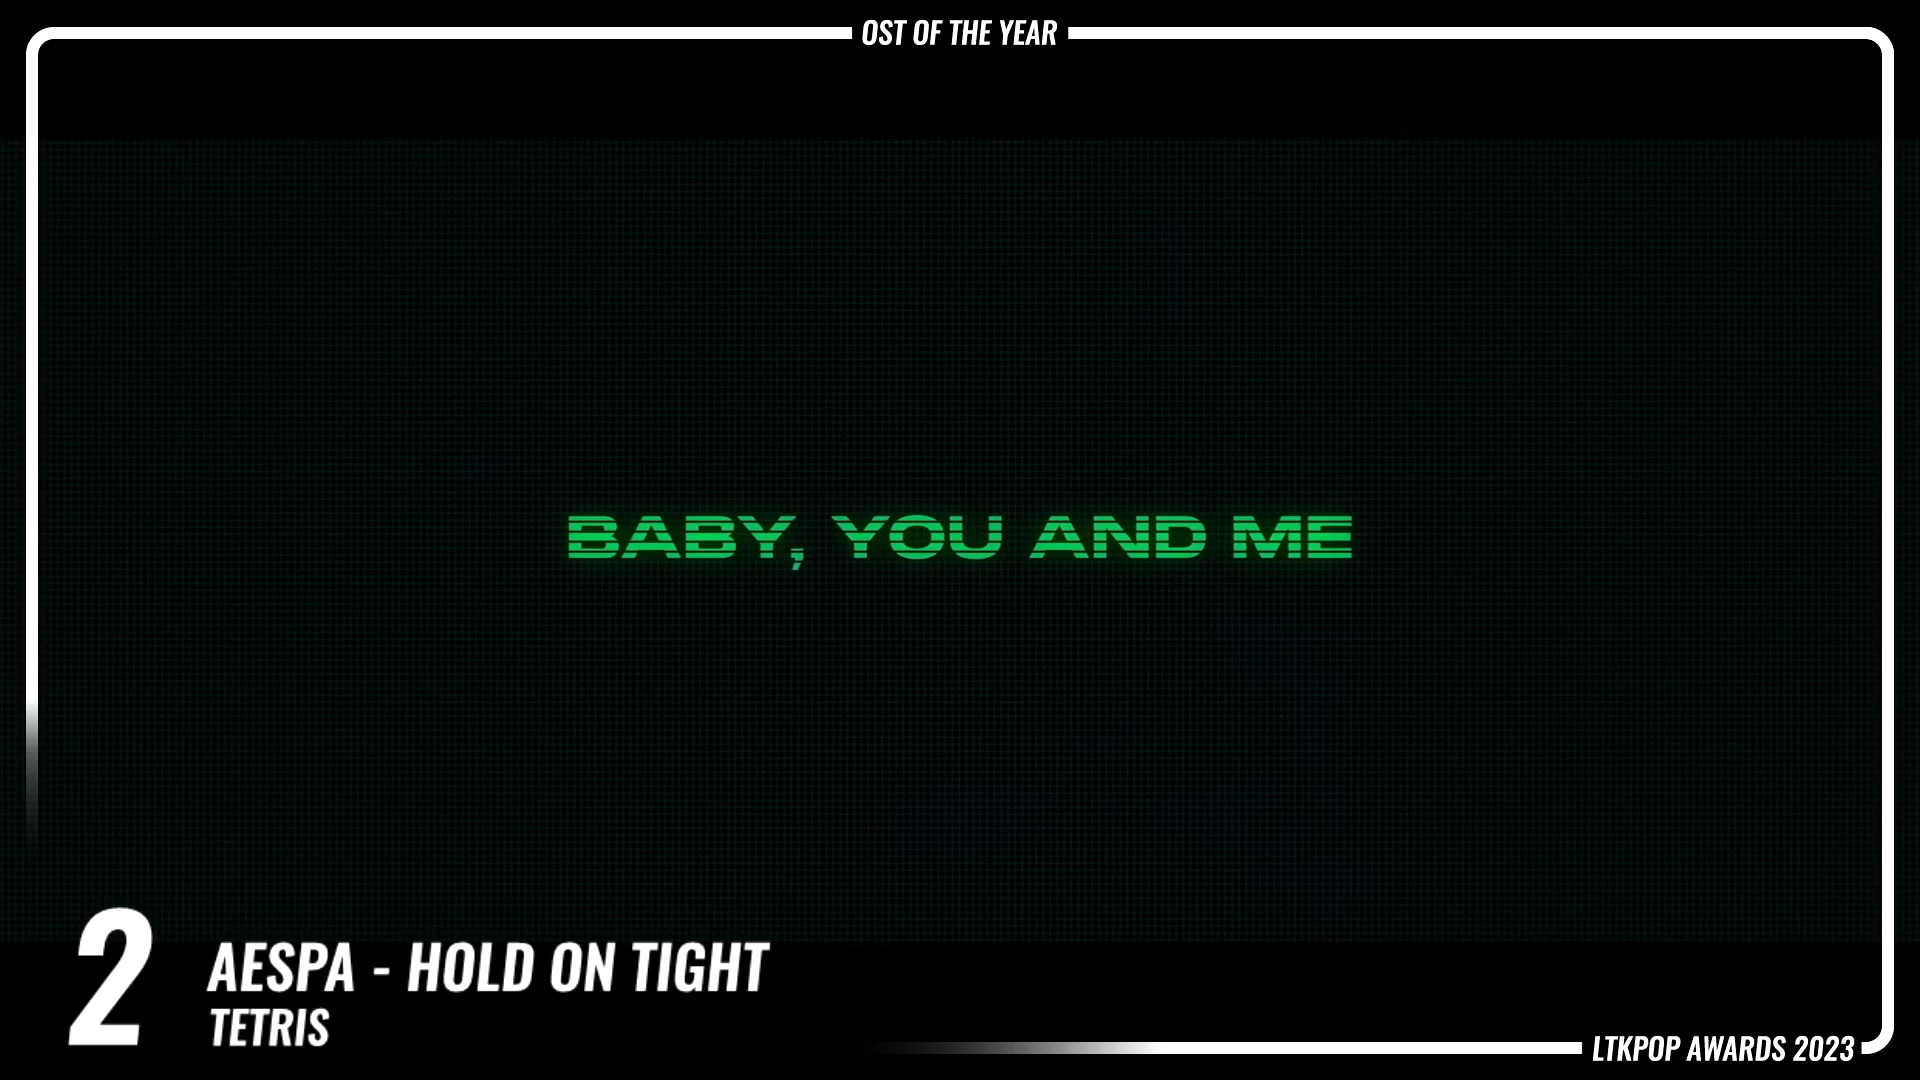 OST OF THE YEAR
BABY, YOU AND ME
2
AESPA - HOLD ON TIGHT
TETRIS
LTKPOP AWARDS 2023